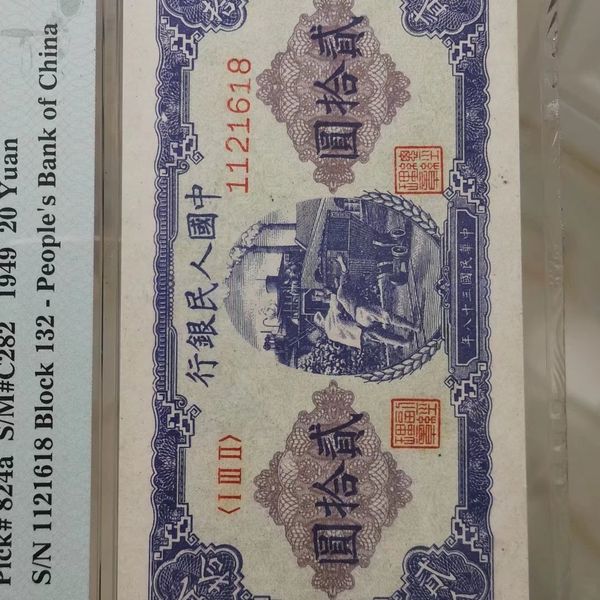 Pick# 824a S/M#C282 1949 20 Yuan
S/N 1121618 Block 132 - People's Bank of China
中國人民銀行
〈I III II〉
1121618
貳拾圓
貳拾圓
中華民國三十八年